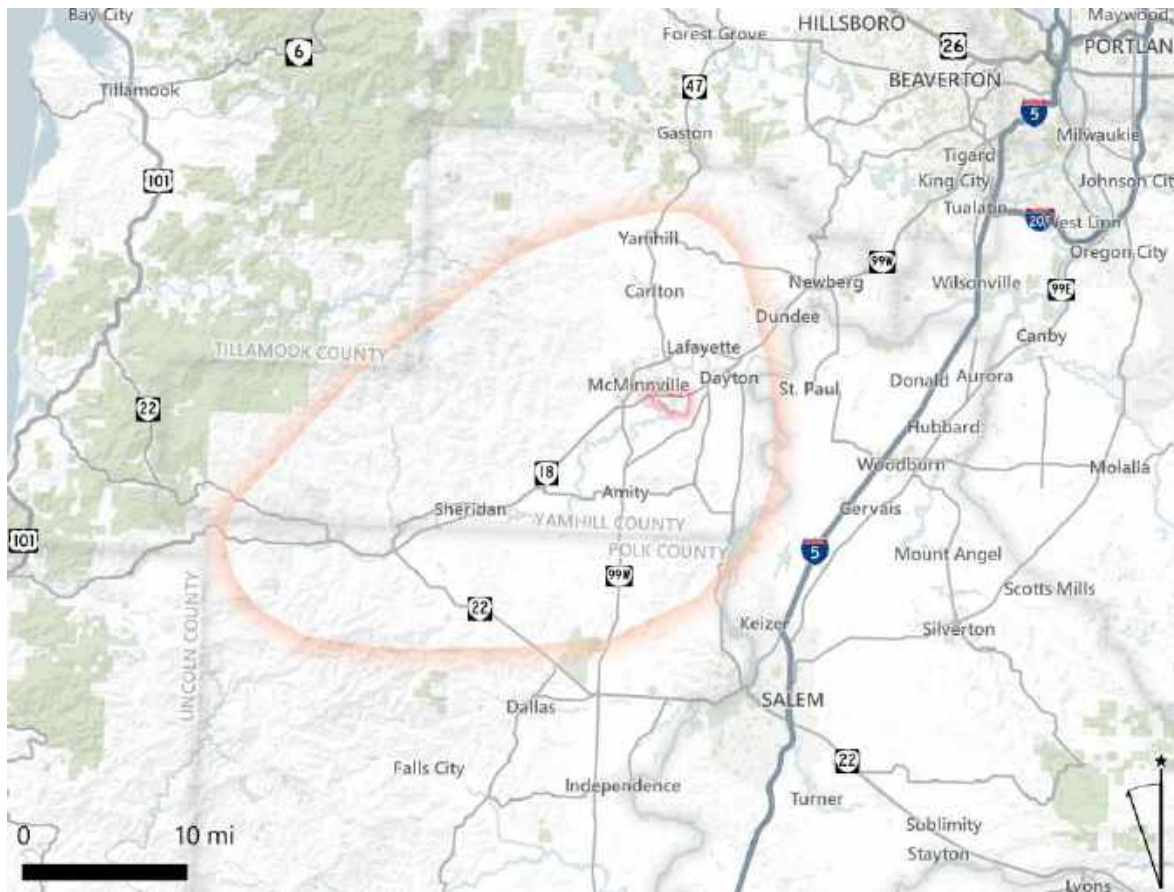 Bay City
HILLSBORO
Maywood
6
Forest Grove
26
PORTLAN
Tillamook
47
BEAVERTON
5
Gaston
Milwaukie
Tigard
101
King City
Johnson Cit
Tualatin
20
West Linn
Yamhill
Oregon City
99W
Newberg
Wilsonville
99E
Carlton
Dundee
Canby
TILLAMOOK COUNTY
Lafayette
McMinnville
Dayton
St. Paul
Donald
Aurora
22
Hubbard
18
Woodburn
Molalla
Amity
Sheridan
Gervais
YAMHILL COUNTY
101
POLK COUNTY
5
Mount Angel
99W
Scotts Mills
22
LINCOLN COUNTY
Keizer
Silverton
Dallas
SALEM
Falls City
22
Independence
Turner
0 10 mi
Sublimity
Stayton
Lyons